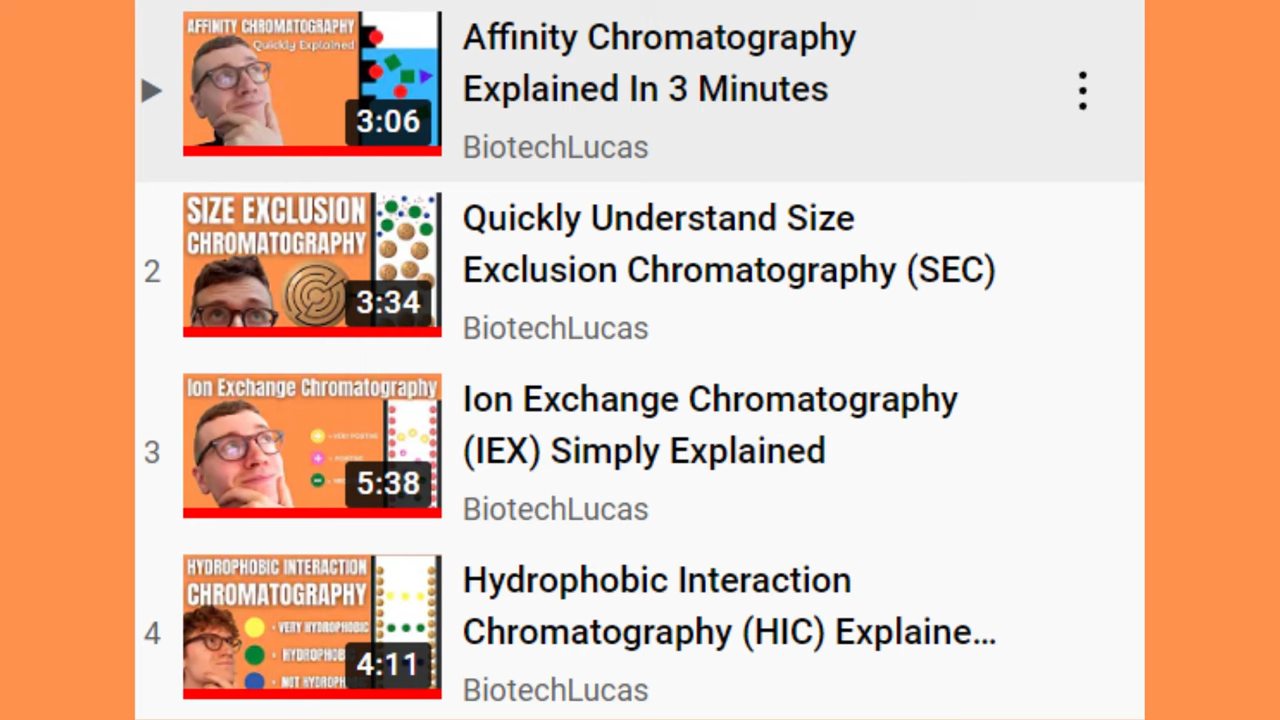 AFFINITY CHROMATOGRAPHY
Quickly Explained
3:06
Affinity Chromatography
Explained In 3 Minutes
BiotechLucas
2
SIZE EXCLUSION
CHROMATOGRAPHY
3:34
Quickly Understand Size
Exclusion Chromatography (SEC)
BiotechLucas
3
Ion Exchange Chromatography
5:38
Ion Exchange Chromatography
(IEX) Simply Explained
BiotechLucas
4
HYDROPHOBIC INTERACTION
CHROMATOGRAPHY
= VERY HYDROPHOBIC
4:11
Hydrophobic Interaction
Chromatography (HIC) Explaine...
BiotechLucas